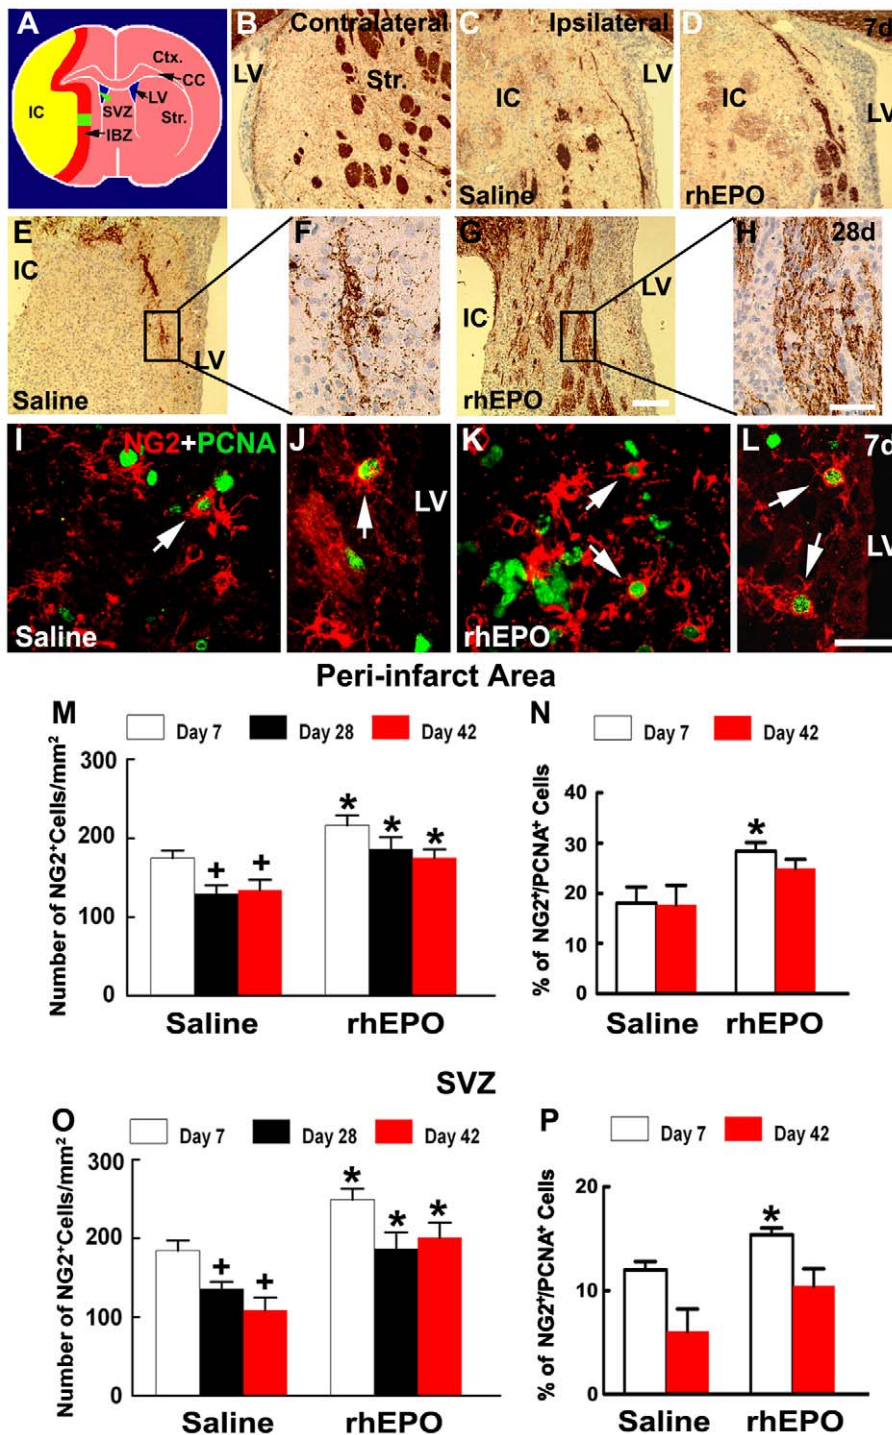 A
Ctx.
CC
IC
SVZ
LV
Str.
IBZ
B Contralateral
LV
Str.
C Ipsilateral
LV
IC
Saline
D 7d
IC
LV
rhEPO
E
IC
LV
Saline
F
G
LV
IC
rhEPO
H 28d
I NG2+PCNA
Saline
J
LV
K
rhEPO
L 7d
LV
Peri-infarct Area
M
Day 7 Day 28 Day 42
Number of NG2⁺Cells/mm²
300
200
100
0
+ + * * *
Saline rhEPO
N
Day 7 Day 42
% of NG2⁺/PCNA⁺ Cells
40
30
20
10
0
*
Saline rhEPO
SVZ
O
Day 7 Day 28 Day 42
Number of NG2⁺Cells/mm²
300
200
100
0
+ + * * *
Saline rhEPO
P
Day 7 Day 42
% of NG2⁺/PCNA⁺ Cells
20
10
0
*
Saline rhEPO